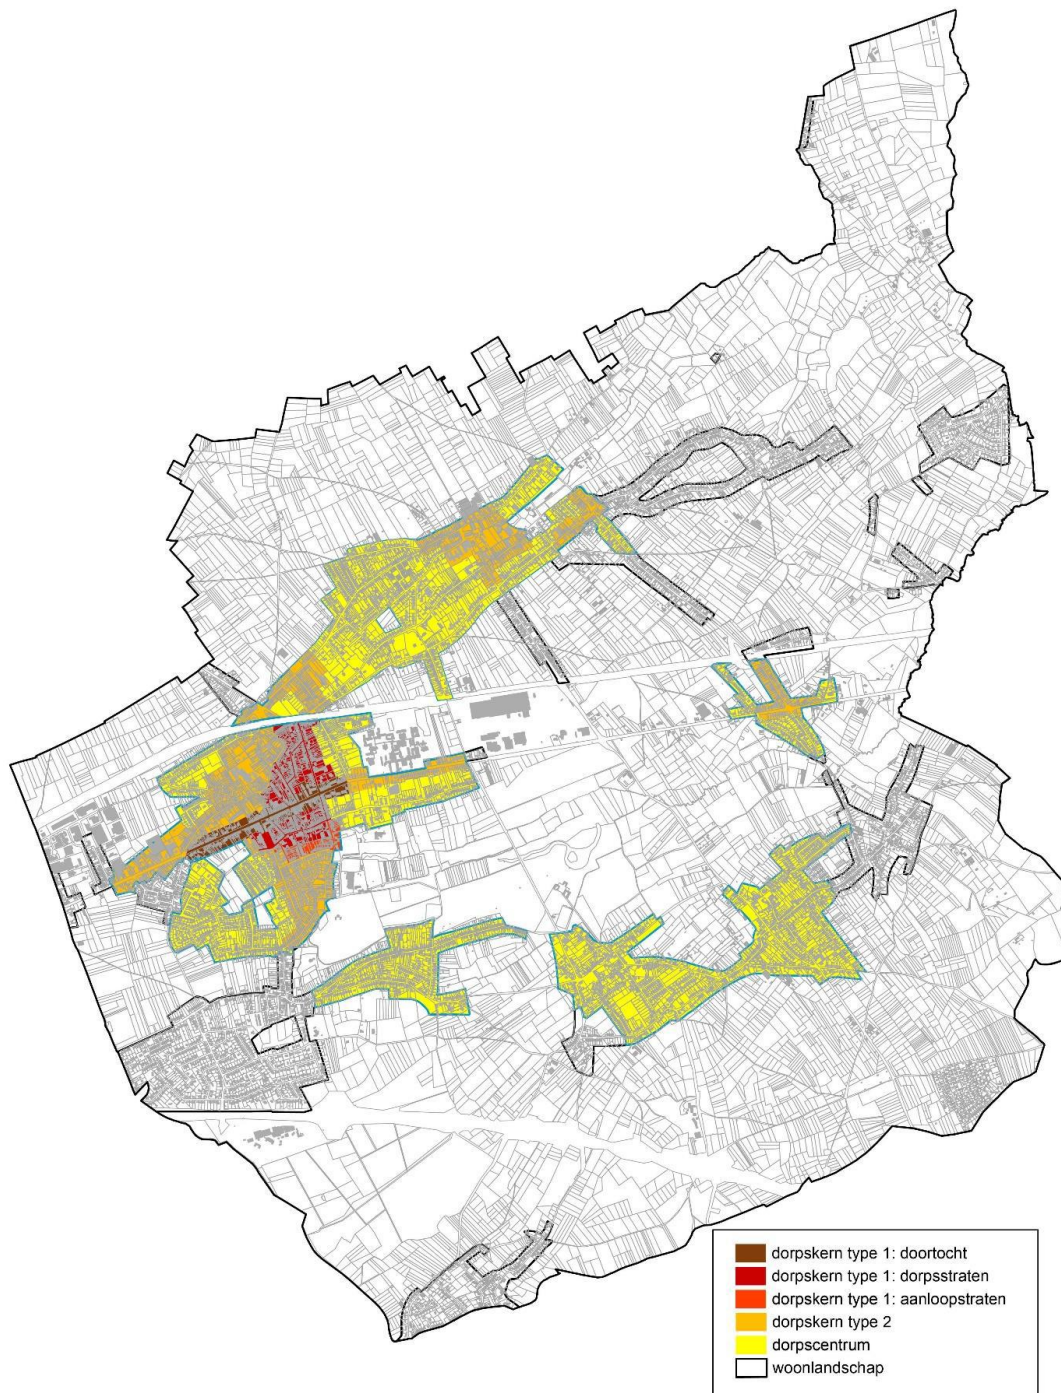 dorpskern type 1: doortocht
dorpskern type 1: dorpsstraten
dorpskern type 1: aanloopstraten
dorpskern type 2
dorpscentrum
woonlandschap